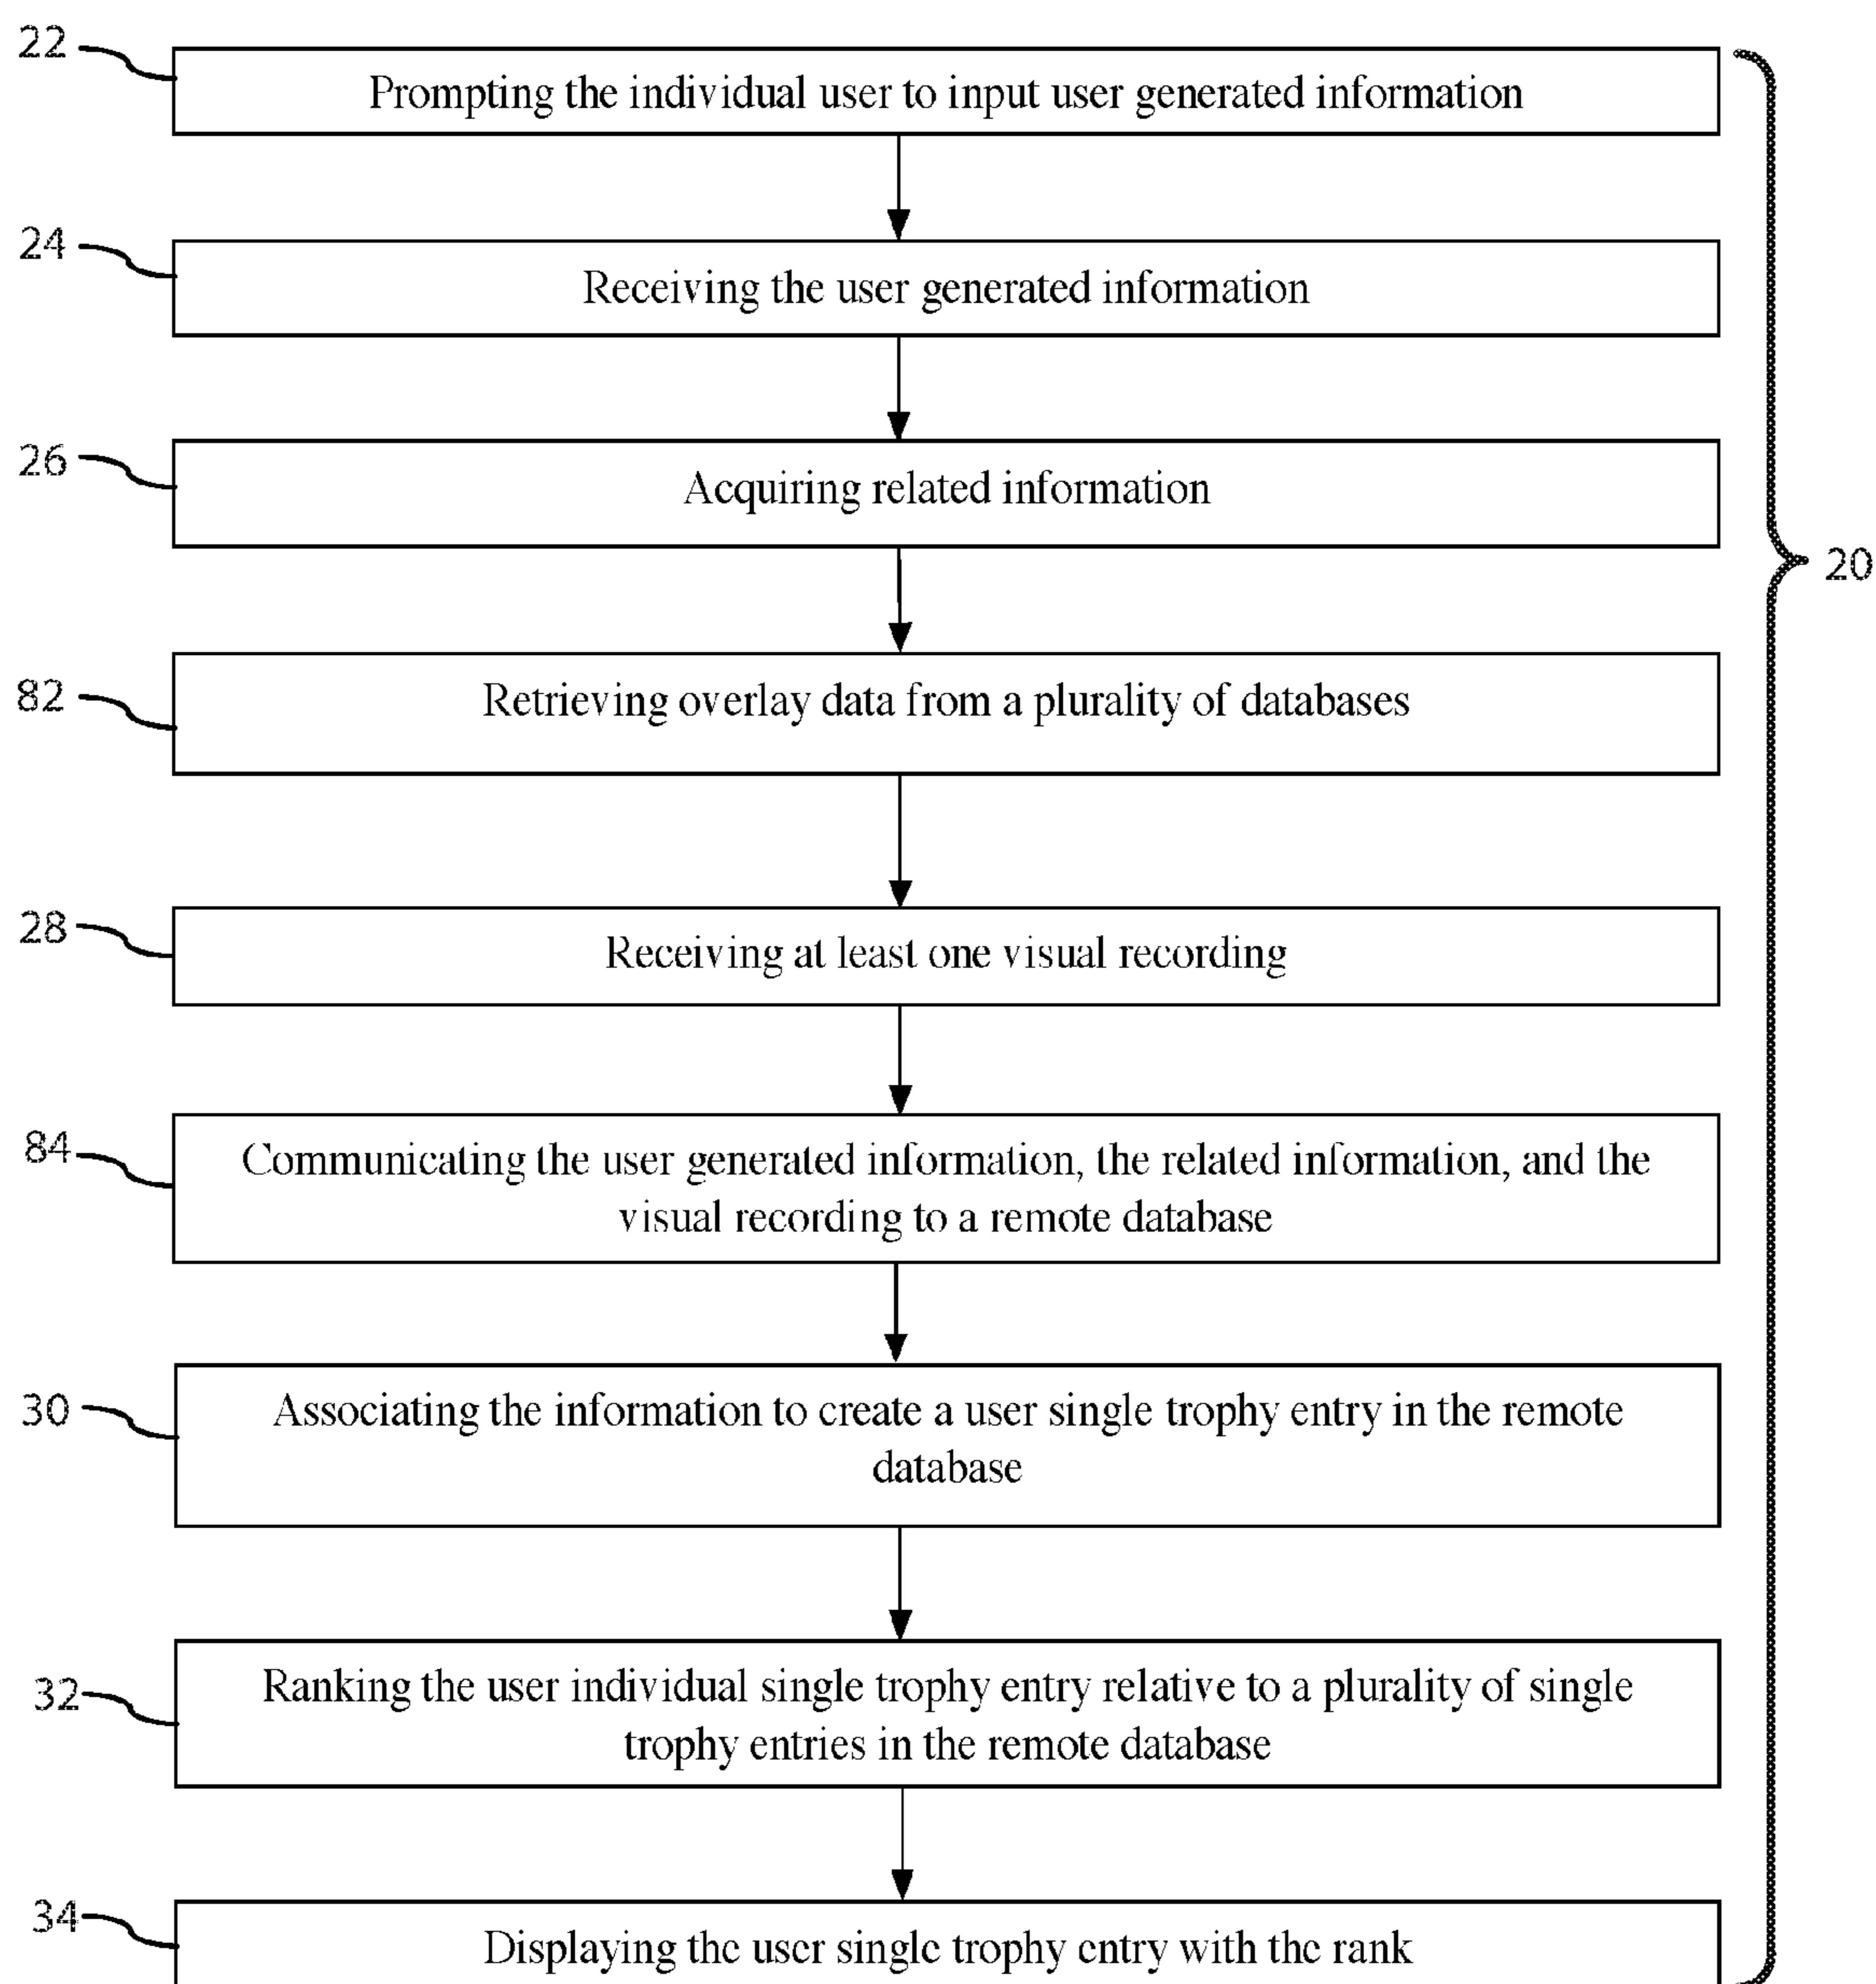 22
Prompting the individual user to input user generated information
24
Receiving the user generated information
26
Acquiring related information
20
82
Retrieving overlay data from a plurality of databases
28
Receiving at least one visual recording
84
Communicating the user generated information, the related information, and the
visual recording to a remote database
30
Associating the information to create a user single trophy entry in the remote
database
32
Ranking the user individual single trophy entry relative to a plurality of single
trophy entries in the remote database
34
Displaying the user single trophy entry with the rank